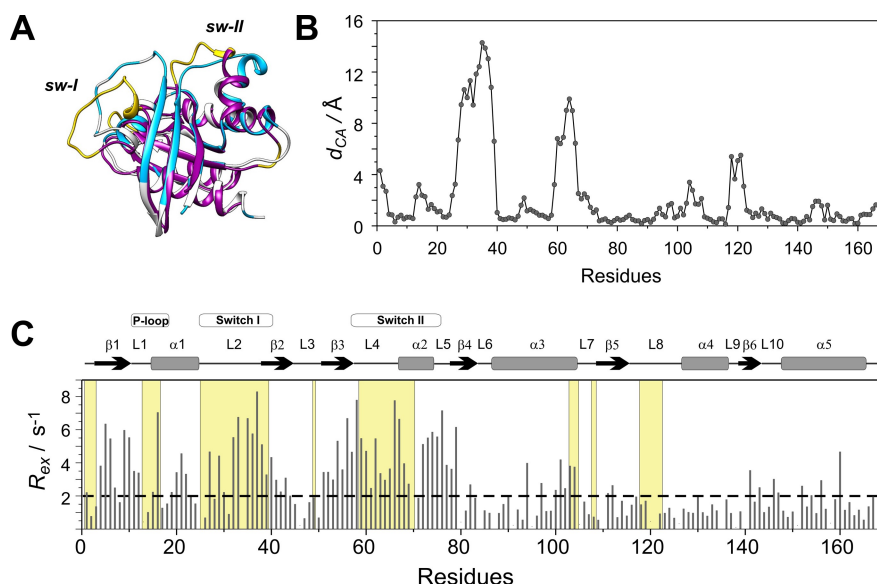 A
sw-II
sw-I
B
16
12
8
4
0
d_CA / Å
0 20 40 60 80 100 120 140 160
Residues
C
P-loop Switch I Switch II
β1 L1 α1 L2 β2 L3 β3 L4 α2 L5 β4 L6 α3 L7 β5 L8 α4 L9 β6 L10 α5
8
6
4
2
R_ex / s⁻¹
0 20 40 60 80 100 120 140 160
Residues